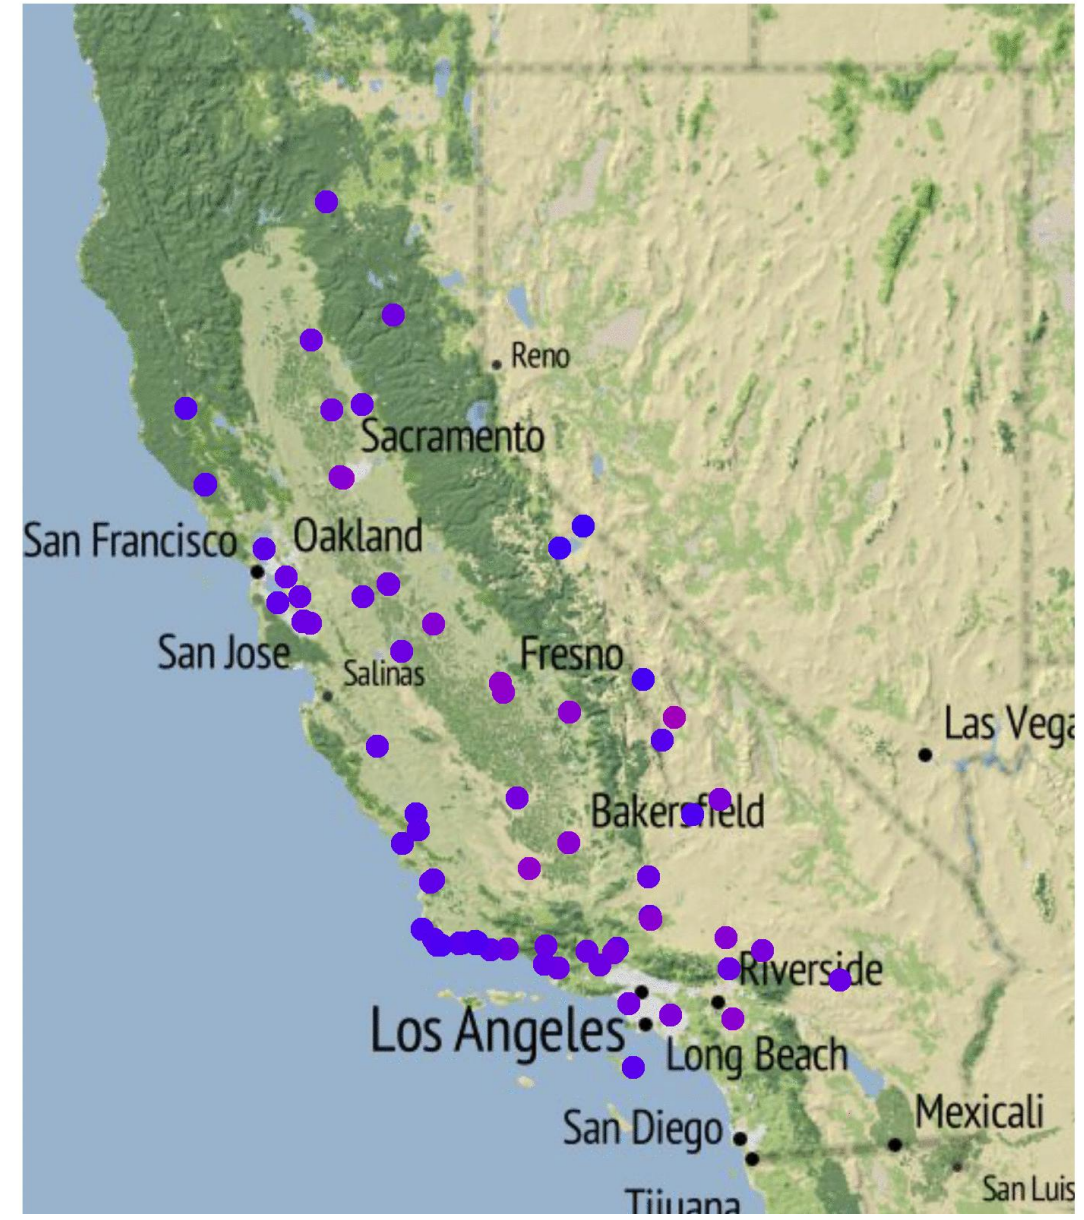 Reno
Sacramento
San Francisco
Oakland
San Jose
Fresno
Salinas
Las Vega
Bakersfield
Riverside
Los Angeles
Long Beach
San Diego
Mexicali
San Luis
Tijuana